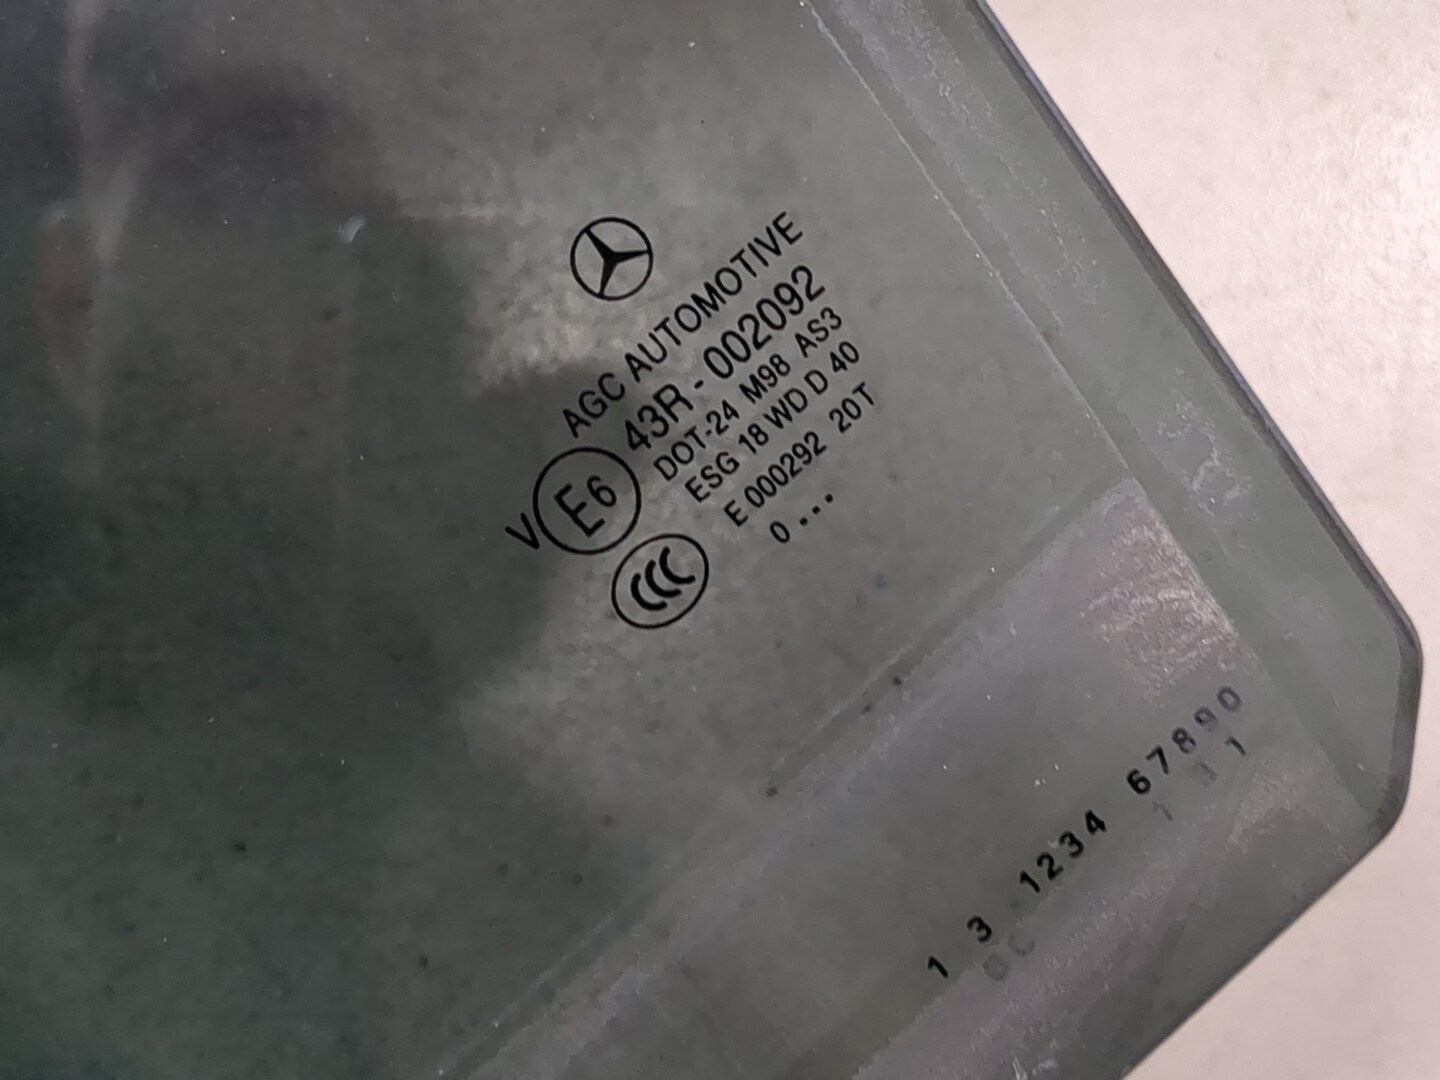 AGC AUTOMOTIVE
43R - 002092
DOT-24 M98 AS3
ESG 18 WD D 40
E 000292 20T
0...
V E6
CCC
1 3 1234 67890